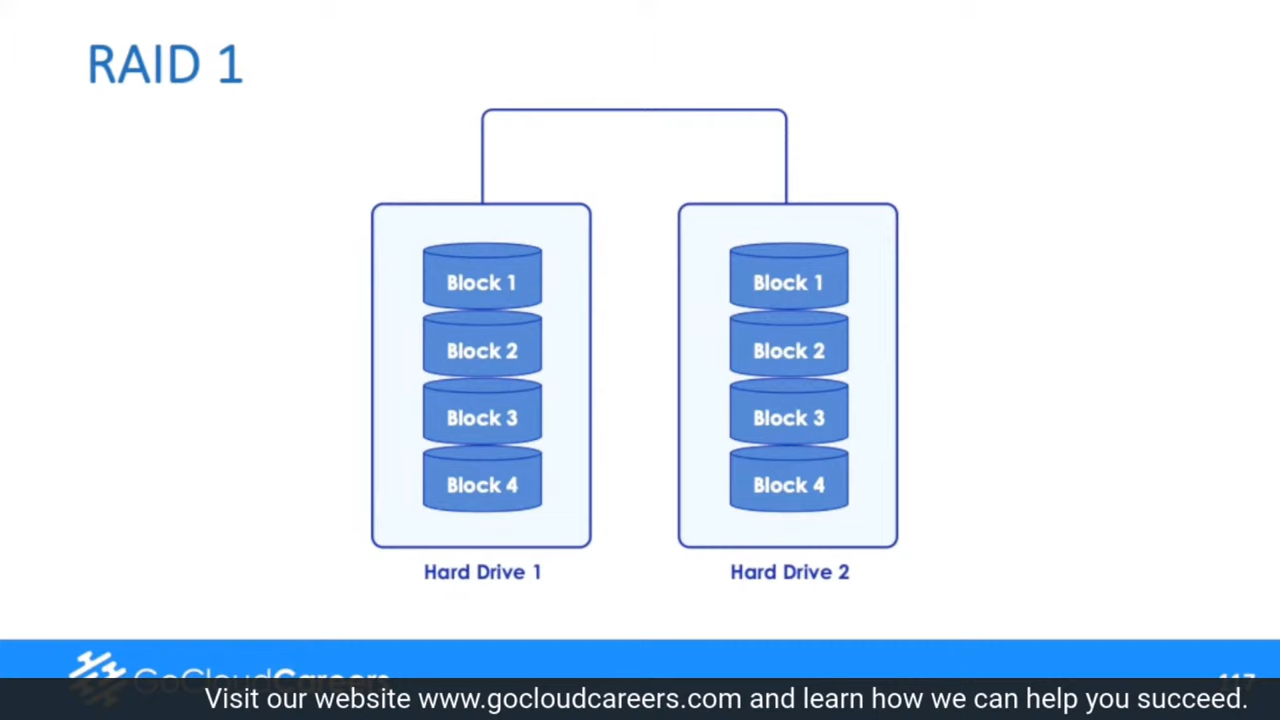 RAID 1
Block 1
Block 2
Block 3
Block 4
Hard Drive 1
Block 1
Block 2
Block 3
Block 4
Hard Drive 2
GoCloudCareers
117
Visit our website www.gocloudcareers.com and learn how we can help you succeed.